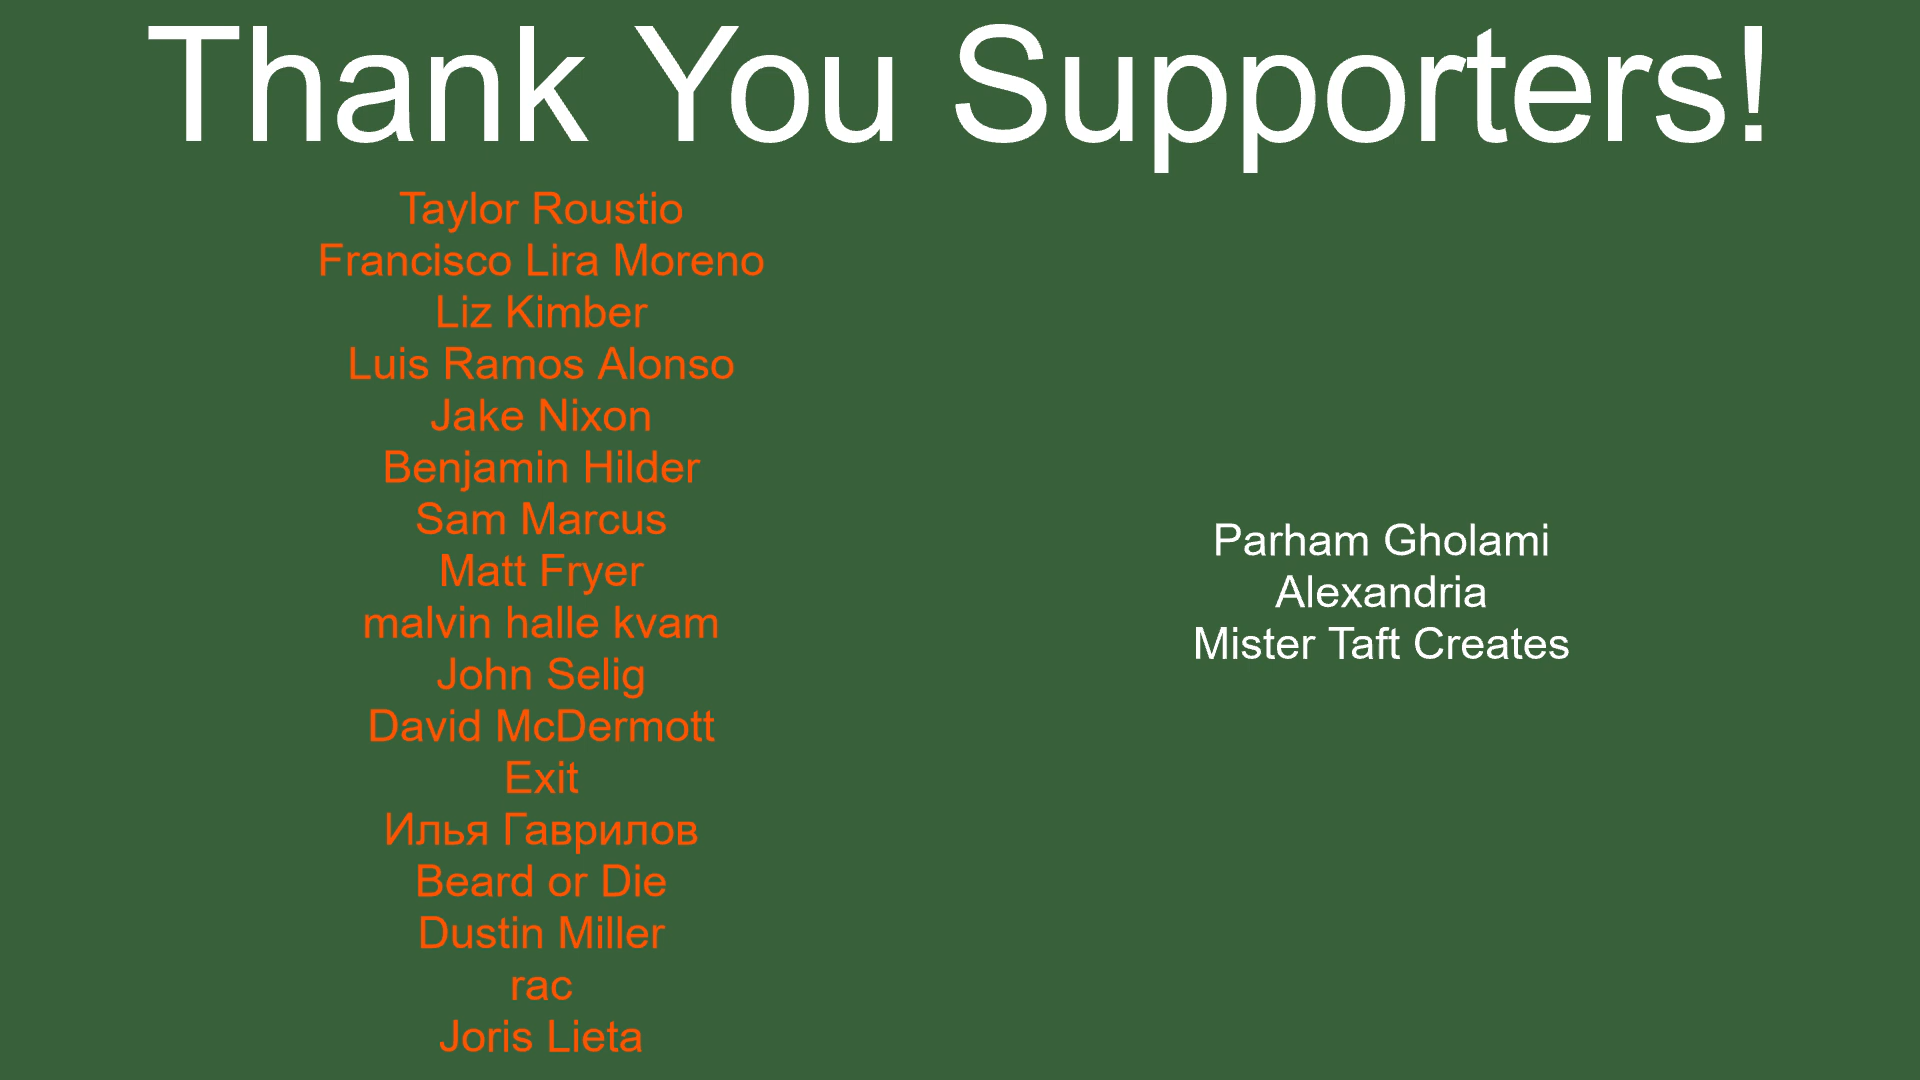 Thank You Supporters!
Taylor Roustio
Francisco Lira Moreno
Liz Kimber
Luis Ramos Alonso
Jake Nixon
Benjamin Hilder
Sam Marcus
Matt Fryer
malvin halle kvam
John Selig
David McDermott
Exit
Илья Гаврилов
Beard or Die
Dustin Miller
rac
Joris Lieta
Parham Gholami
Alexandria
Mister Taft Creates